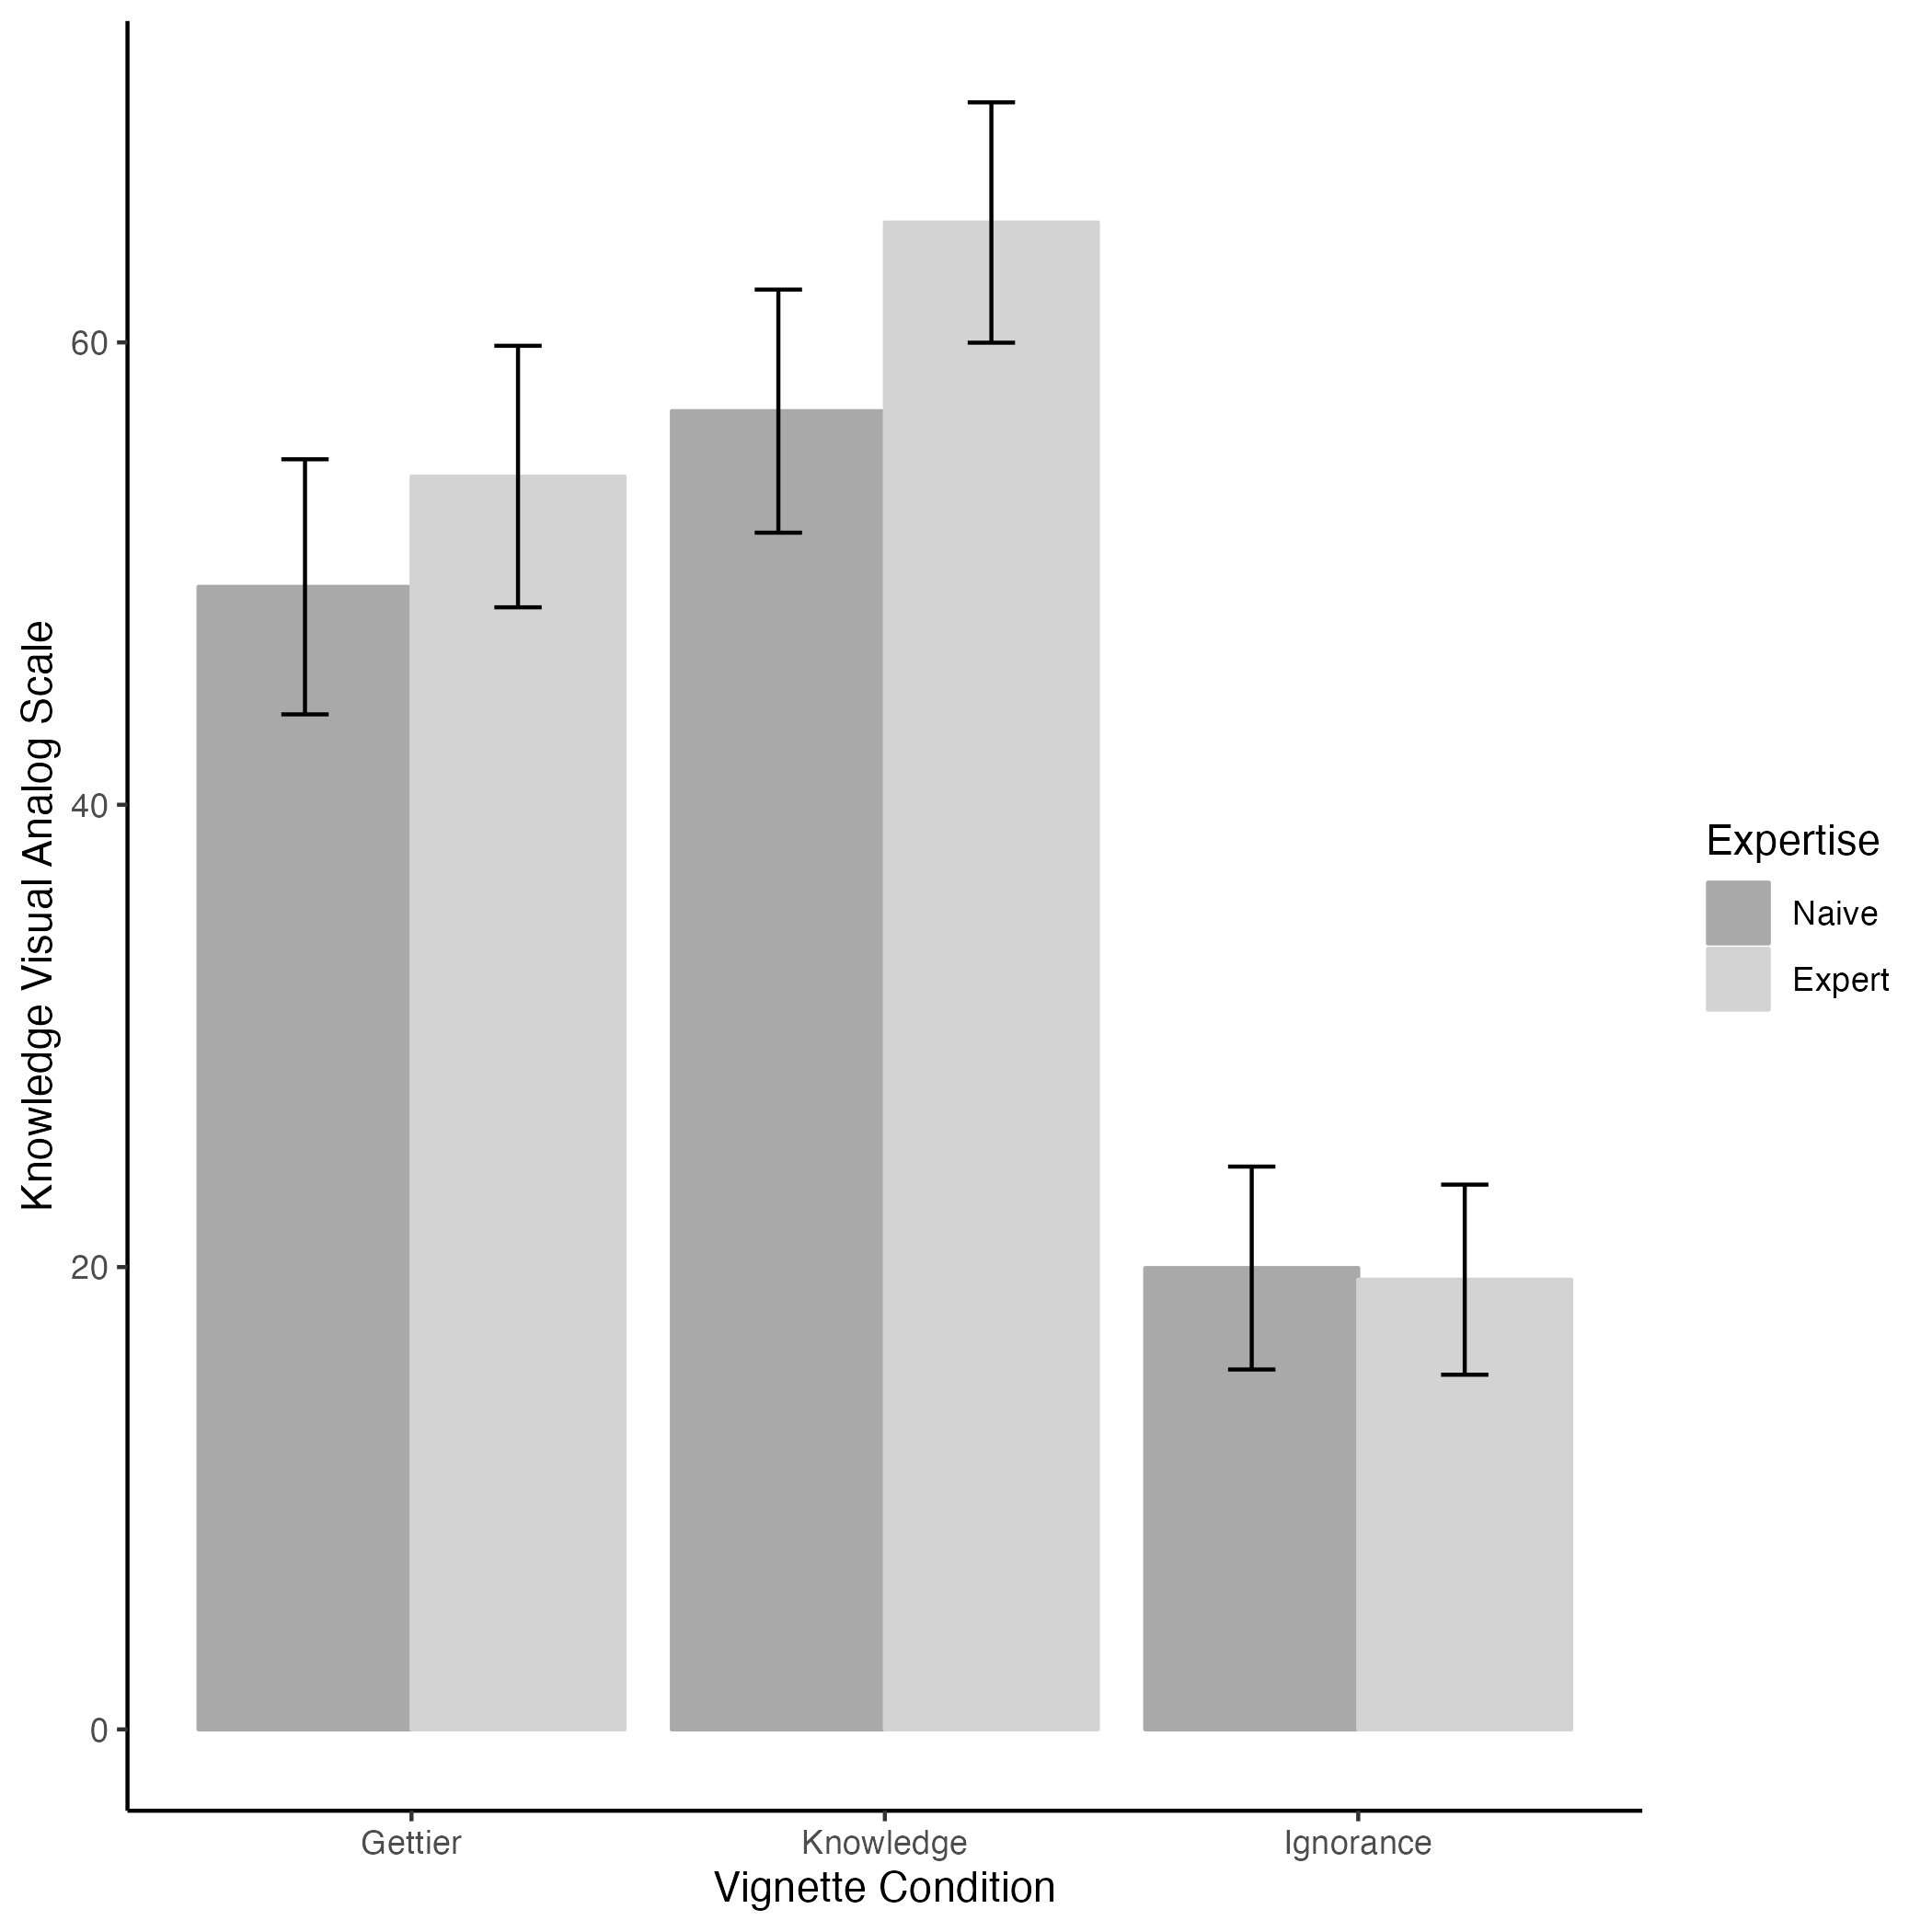 Knowledge Visual Analog Scale
60
40
20
0
Gettier
Knowledge
Ignorance
Vignette Condition
Expertise
Naive
Expert